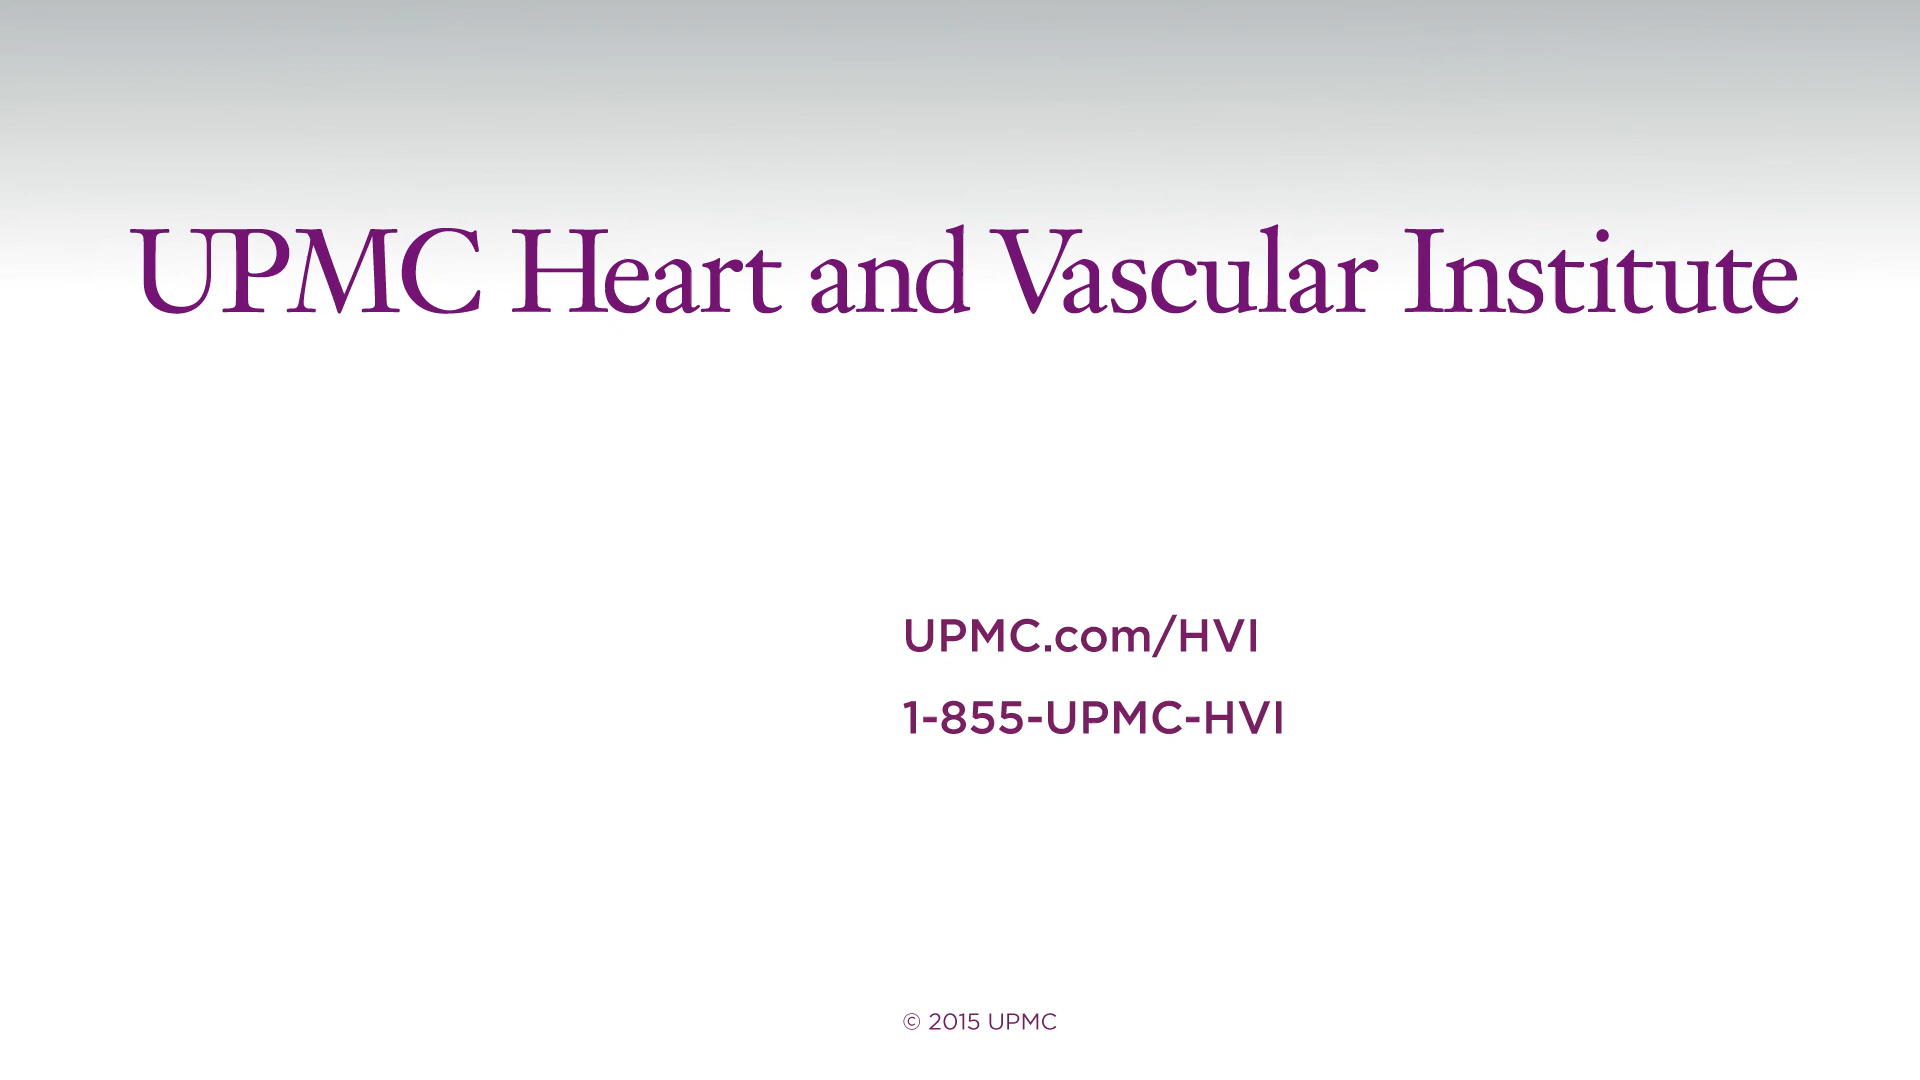 UPMC Heart and Vascular Institute
UPMC.com/HVI
1-855-UPMC-HVI
© 2015 UPMC